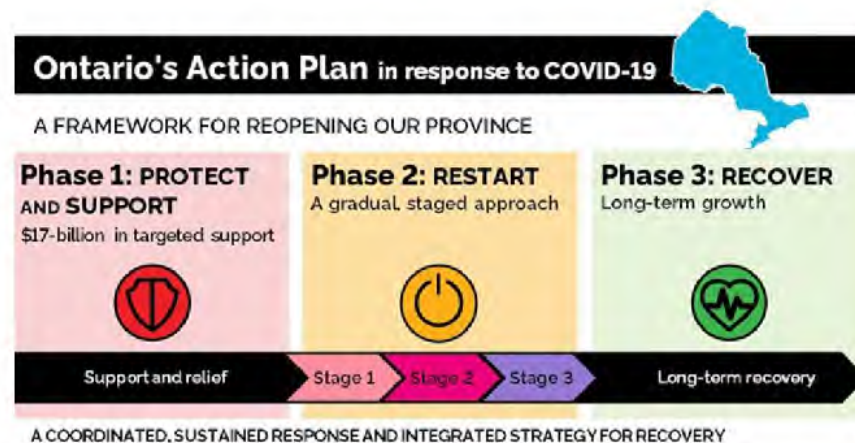 Ontario's Action Plan in response to COVID-19
A FRAMEWORK FOR REOPENING OUR PROVINCE
Phase 1: PROTECT
AND SUPPORT
$17-billion in targeted support
Phase 2: RESTART
A gradual, staged approach
Phase 3: RECOVER
Long-term growth
Support and relief
Stage 1
Stage 2
Stage 3
Long-term recovery
A COORDINATED, SUSTAINED RESPONSE AND INTEGRATED STRATEGY FOR RECOVERY